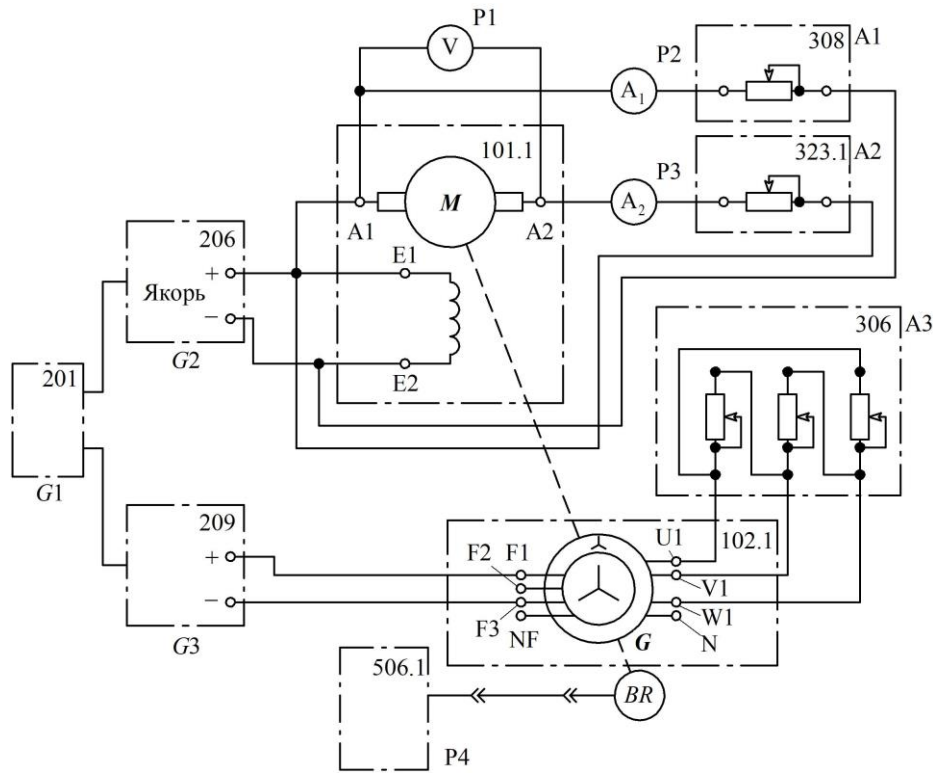 P1
V
308 A1
P2
A1
101.1
323.1 A2
P3
M
A2
A1 A2
206
E1
+
Якорь
−
306 A3
G2
E2
201
G1
209
102.1
U1
F2 F1
+
V1
−
W1
F3
NF
G
N
G3
506.1
BR
P4